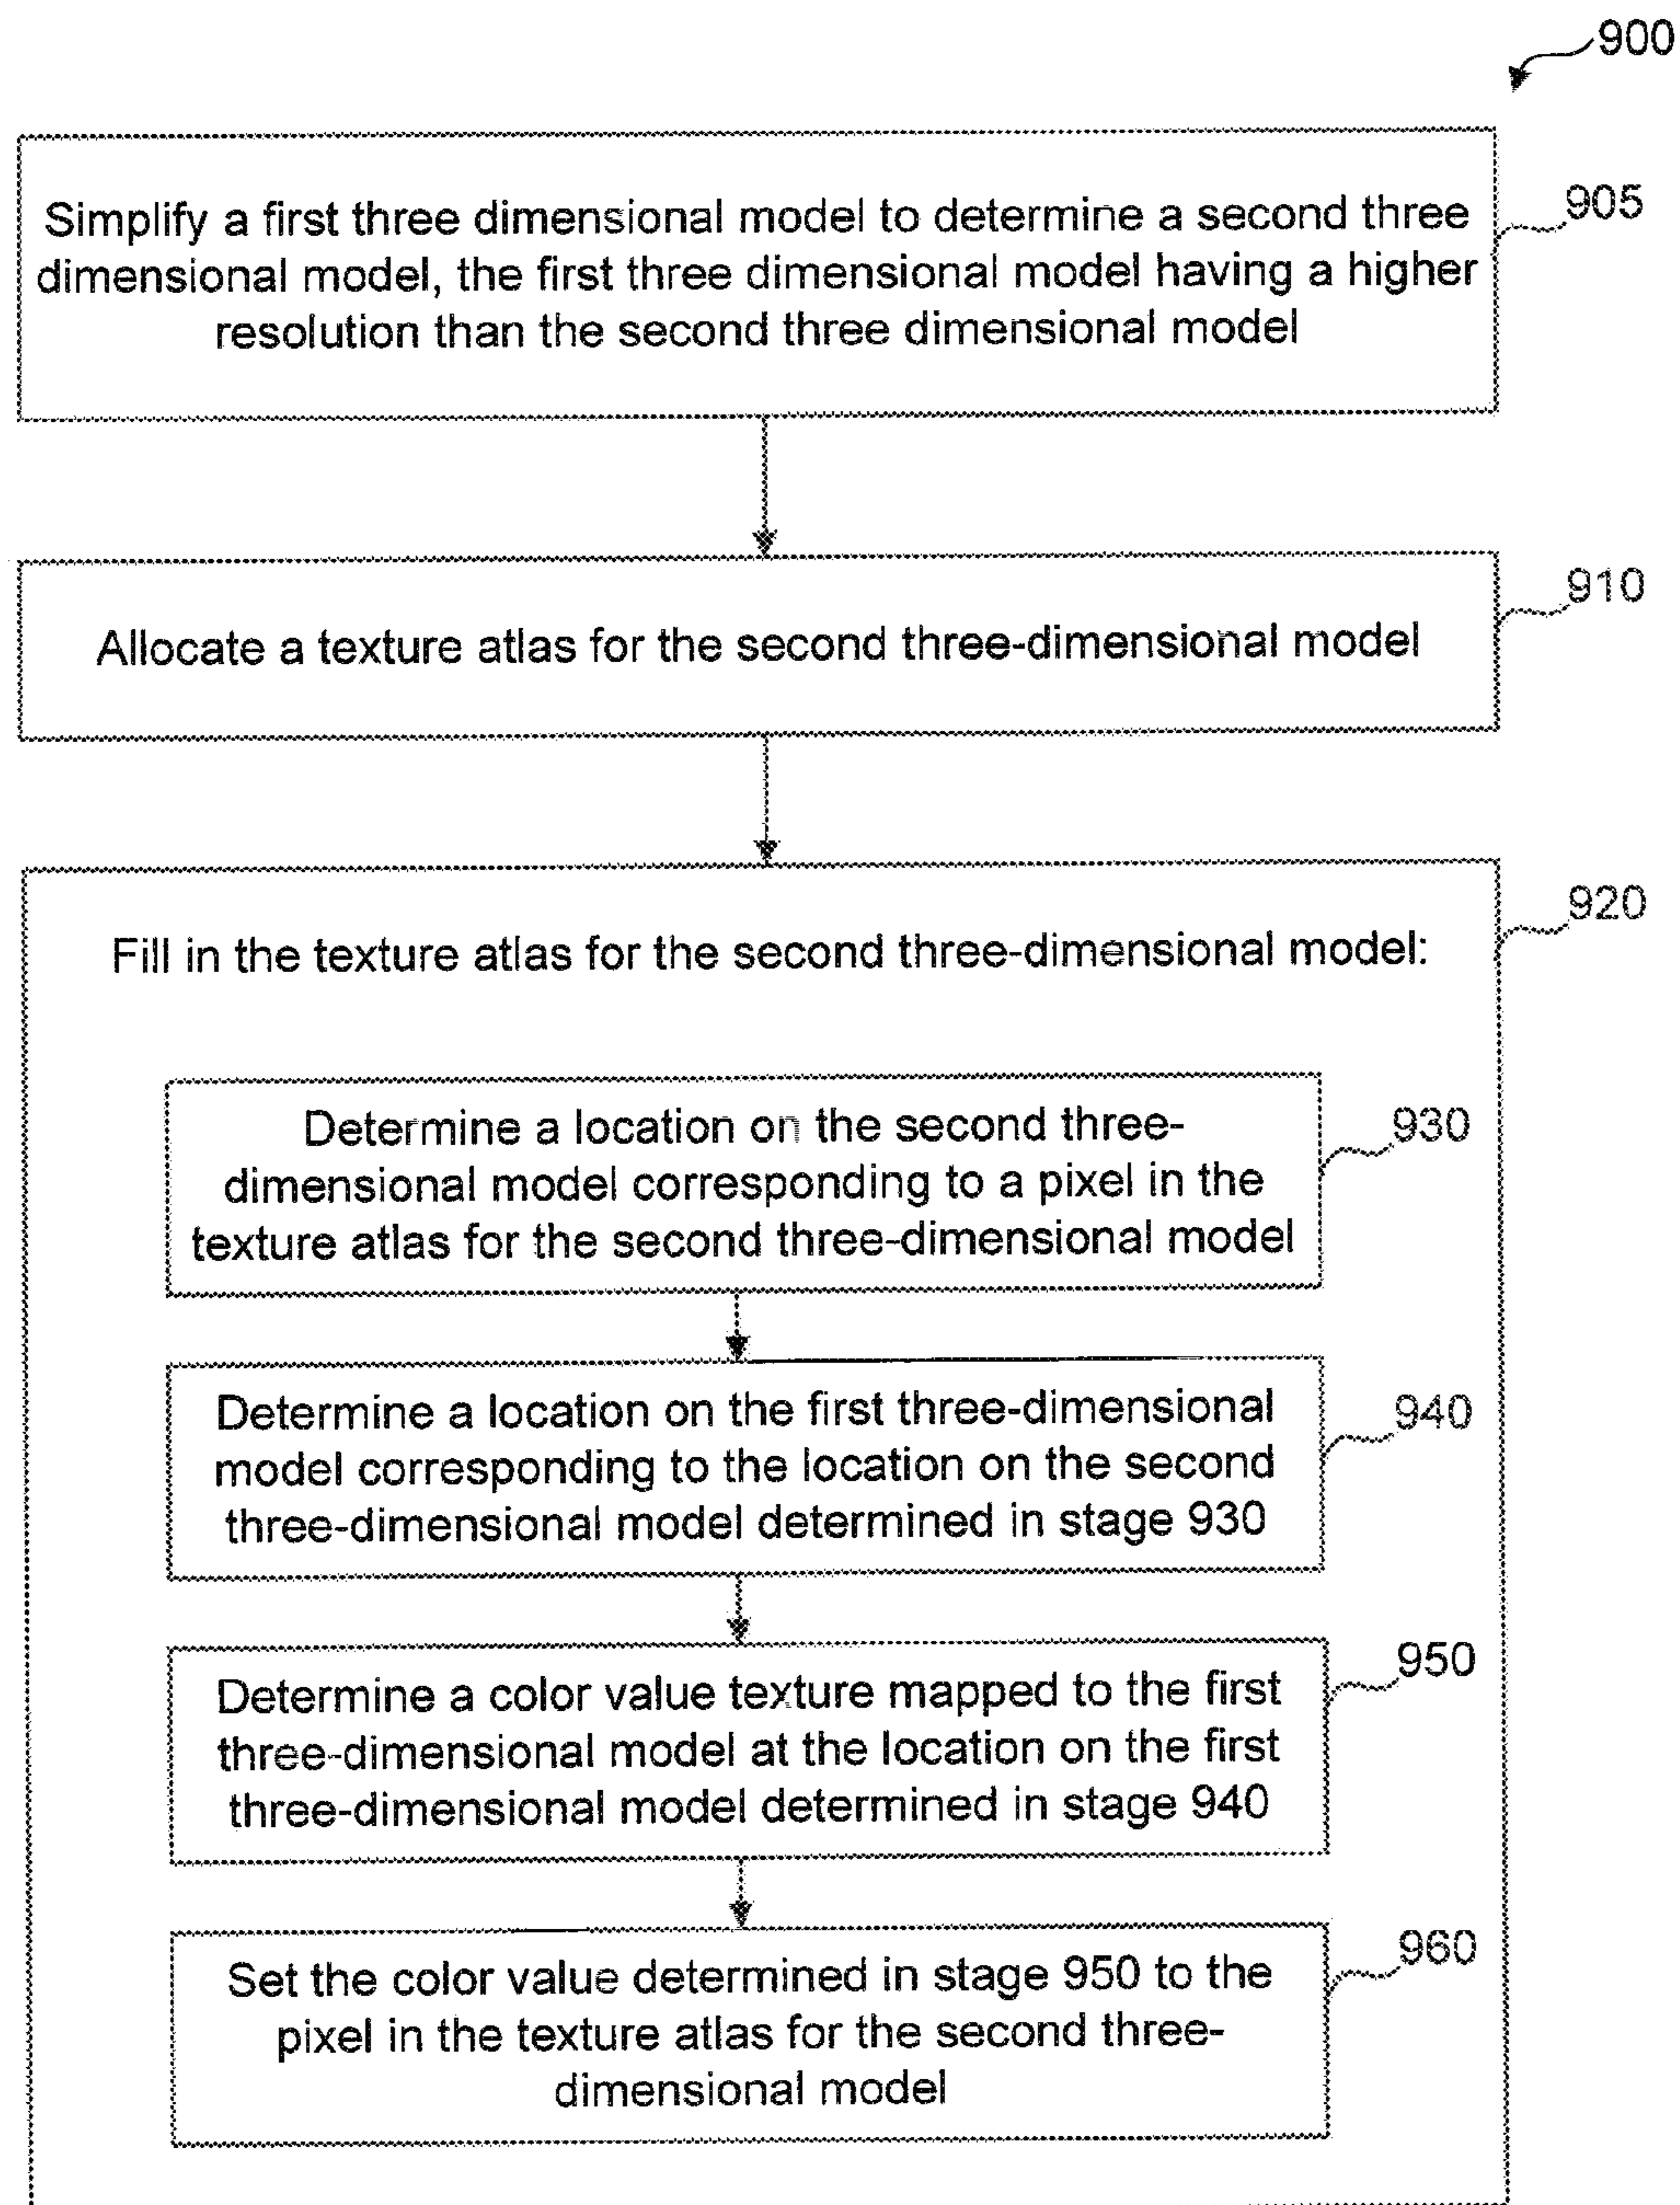 900
Simplify a first three dimensional model to determine a second three
dimensional model, the first three dimensional model having a higher
resolution than the second three dimensional model
905
Allocate a texture atlas for the second three-dimensional model
910
Fill in the texture atlas for the second three-dimensional model:
920
Determine a location on the second three-
dimensional model corresponding to a pixel in the
texture atlas for the second three-dimensional model
930
Determine a location on the first three-dimensional
model corresponding to the location on the second
three-dimensional model determined in stage 930
940
Determine a color value texture mapped to the first
three-dimensional model at the location on the first
three-dimensional model determined in stage 940
950
Set the color value determined in stage 950 to the
pixel in the texture atlas for the second three-
dimensional model
960